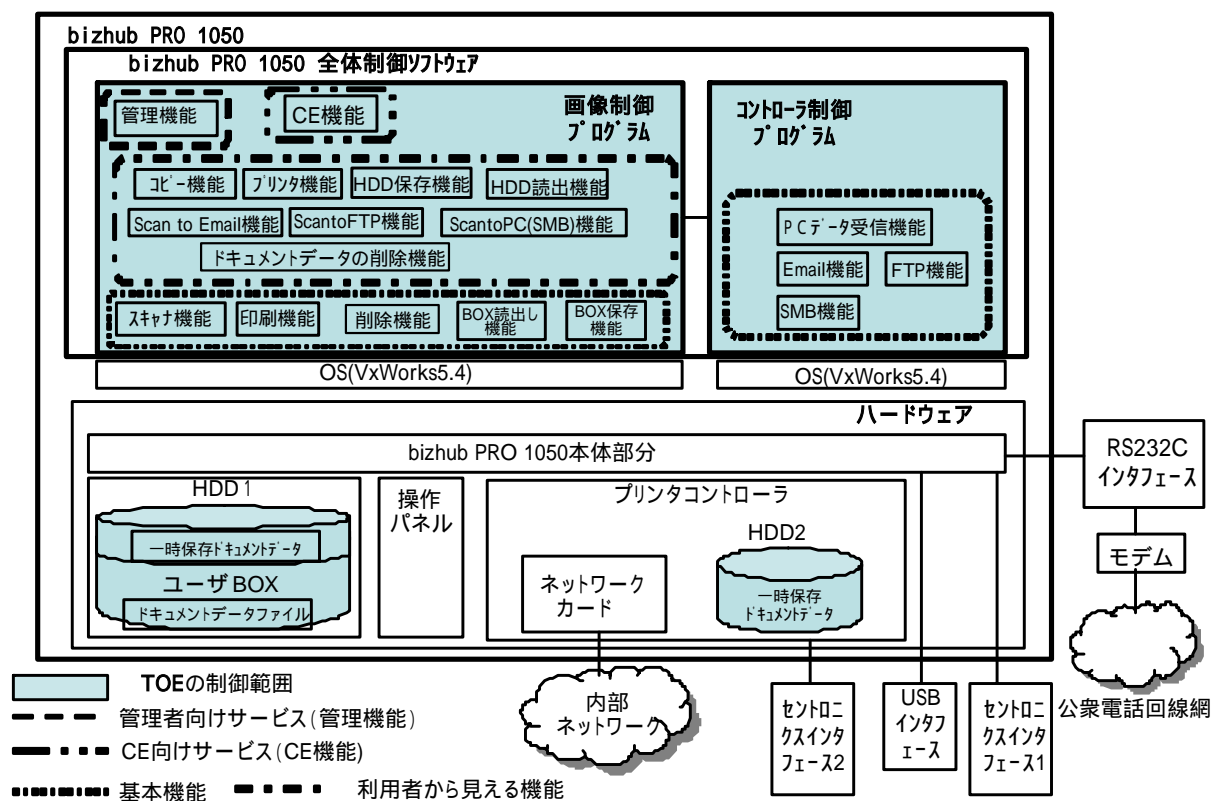 bizhub PRO 1050
bizhub PRO 1050 全体制御ｿﾌﾄｳｪｱ
管理機能
CE機能
画像制御
ﾌﾟﾛｸﾞﾗﾑ
ｺﾋﾟｰ機能
ﾌﾟﾘﾝﾀ機能
HDD保存機能
HDD読出機能
Scan to Email機能
ScantoFTP機能
ScantoPC(SMB)機能
ドキュメントデータの削除機能
ｽｷｬﾅ機能
印刷機能
削除機能
BOX読出し
機能
BOX保存
機能
ｺﾝﾄﾛｰﾗ制御
ﾌﾟﾛｸﾞﾗﾑ
PCﾃﾞｰﾀ受信機能
Email機能
FTP機能
SMB機能
OS(VxWorks5.4)
OS(VxWorks5.4)
ハードウェア
bizhub PRO 1050本体部分
HDD1
一時保存ﾄﾞｷｭﾒﾝﾄﾃﾞｰﾀ
ユーザBOX
ドキュメントデータファイル
操作
パネル
プリンタコントローラ
ネットワーク
カード
HDD2
一時保存
ﾄﾞｷｭﾒﾝﾄﾃﾞｰﾀ
RS232C
ｲﾝﾀﾌｪｰｽ
モデム
公衆電話回線網
内部
ネットワーク
ｾﾝﾄﾛﾆ
ｸｽｲﾝﾀ
ﾌｪｰｽ2
USB
ｲﾝﾀﾌ
ｪｰｽ
ｾﾝﾄﾛﾆ
ｸｽｲﾝﾀ
ﾌｪｰｽ1
TOEの制御範囲
管理者向けサービス(管理機能)
CE向けサービス(CE機能)
基本機能
利用者から見える機能